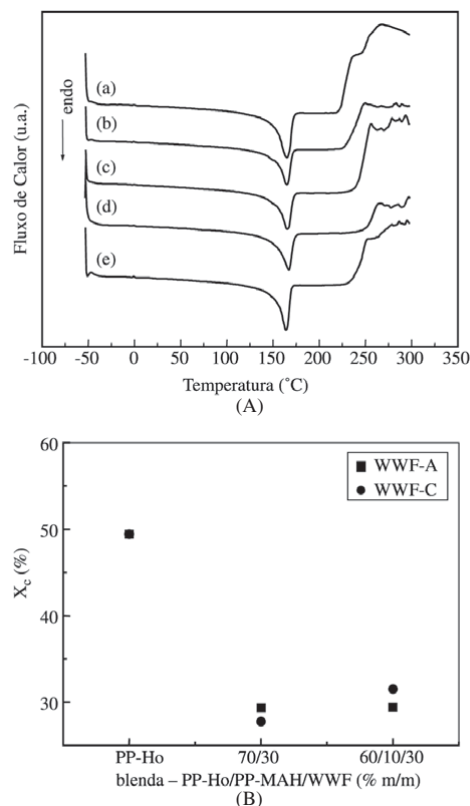 Fluxo de Calor (u.a.)
endo
(a)
(b)
(c)
(d)
(e)
-100 -50 0 50 100 150 200 250 300 350
Temperatura (˚C)
(A)
60
50
40
30
X_c (%)
WWF-A
WWF-C
PP-Ho 70/30 60/10/30
blenda – PP-Ho/PP-MAH/WWF (% m/m)
(B)